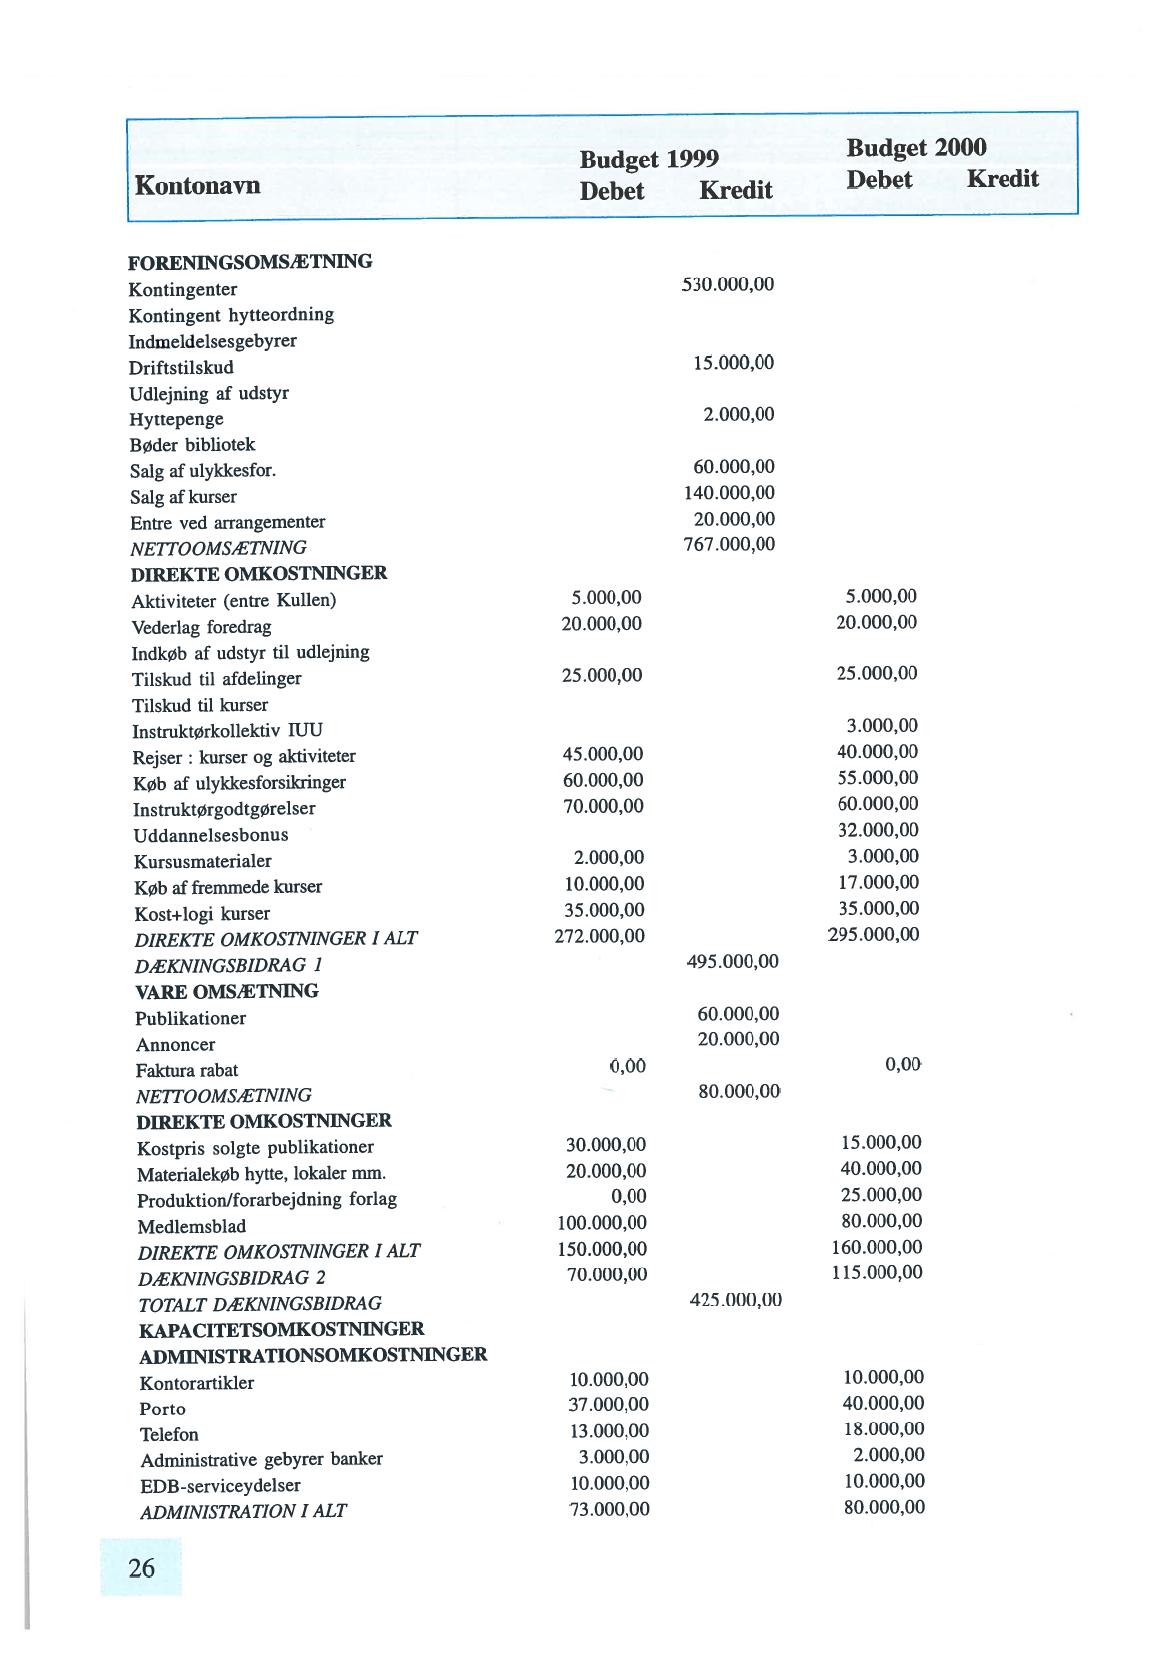 Kontonavn Budget 1999 Budget 2000
Debet Kredit Debet Kredit
FORENINGSOMSÆTNING
Kontingenter 530.000,00
Kontingent hytteordning
Indmeldelsesgebyrer
Driftstilskud 15.000,00
Udlejning af udstyr
Hyttepenge 2.000,00
Bøder bibliotek
Salg af ulykkesfor. 60.000,00
Salg af kurser 140.000,00
Entre ved arrangementer 20.000,00
NETTOOMSÆTNING 767.000,00
DIREKTE OMKOSTNINGER
Aktiviteter (entre Kullen) 5.000,00 5.000,00
Vederlag foredrag 20.000,00 20.000,00
Indkøb af udstyr til udlejning
Tilskud til afdelinger 25.000,00 25.000,00
Tilskud til kurser
Instruktørkollektiv IUU 3.000,00
Rejser : kurser og aktiviteter 45.000,00 40.000,00
Køb af ulykkesforsikringer 60.000,00 55.000,00
Instruktørgodtgørelser 70.000,00 60.000,00
Uddannelsesbonus 32.000,00
Kursusmaterialer 2.000,00 3.000,00
Køb af fremmede kurser 10.000,00 17.000,00
Kost+logi kurser 35.000,00 35.000,00
DIREKTE OMKOSTNINGER I ALT 272.000,00 295.000,00
DÆKNINGSBIDRAG 1 495.000,00
VARE OMSÆTNING
Publikationer 60.000,00
Annoncer 20.000,00
Faktura rabat 0,00 0,00
NETTOOMSÆTNING 80.000,00
DIREKTE OMKOSTNINGER
Kostpris solgte publikationer 30.000,00 15.000,00
Materialekøb hytte, lokaler mm. 20.000,00 40.000,00
Produktion/forarbejdning forlag 0,00 25.000,00
Medlemsblad 100.000,00 80.000,00
DIREKTE OMKOSTNINGER I ALT 150.000,00 160.000,00
DÆKNINGSBIDRAG 2 70.000,00 115.000,00
TOTALT DÆKNINGSBIDRAG 425.000,00
KAPACITETSOMKOSTNINGER
ADMINISTRATIONSOMKOSTNINGER
Kontorartikler 10.000,00 10.000,00
Porto 37.000,00 40.000,00
Telefon 13.000,00 18.000,00
Administrative gebyrer banker 3.000,00 2.000,00
EDB-serviceydelser 10.000,00 10.000,00
ADMINISTRATION I ALT 73.000,00 80.000,00
26